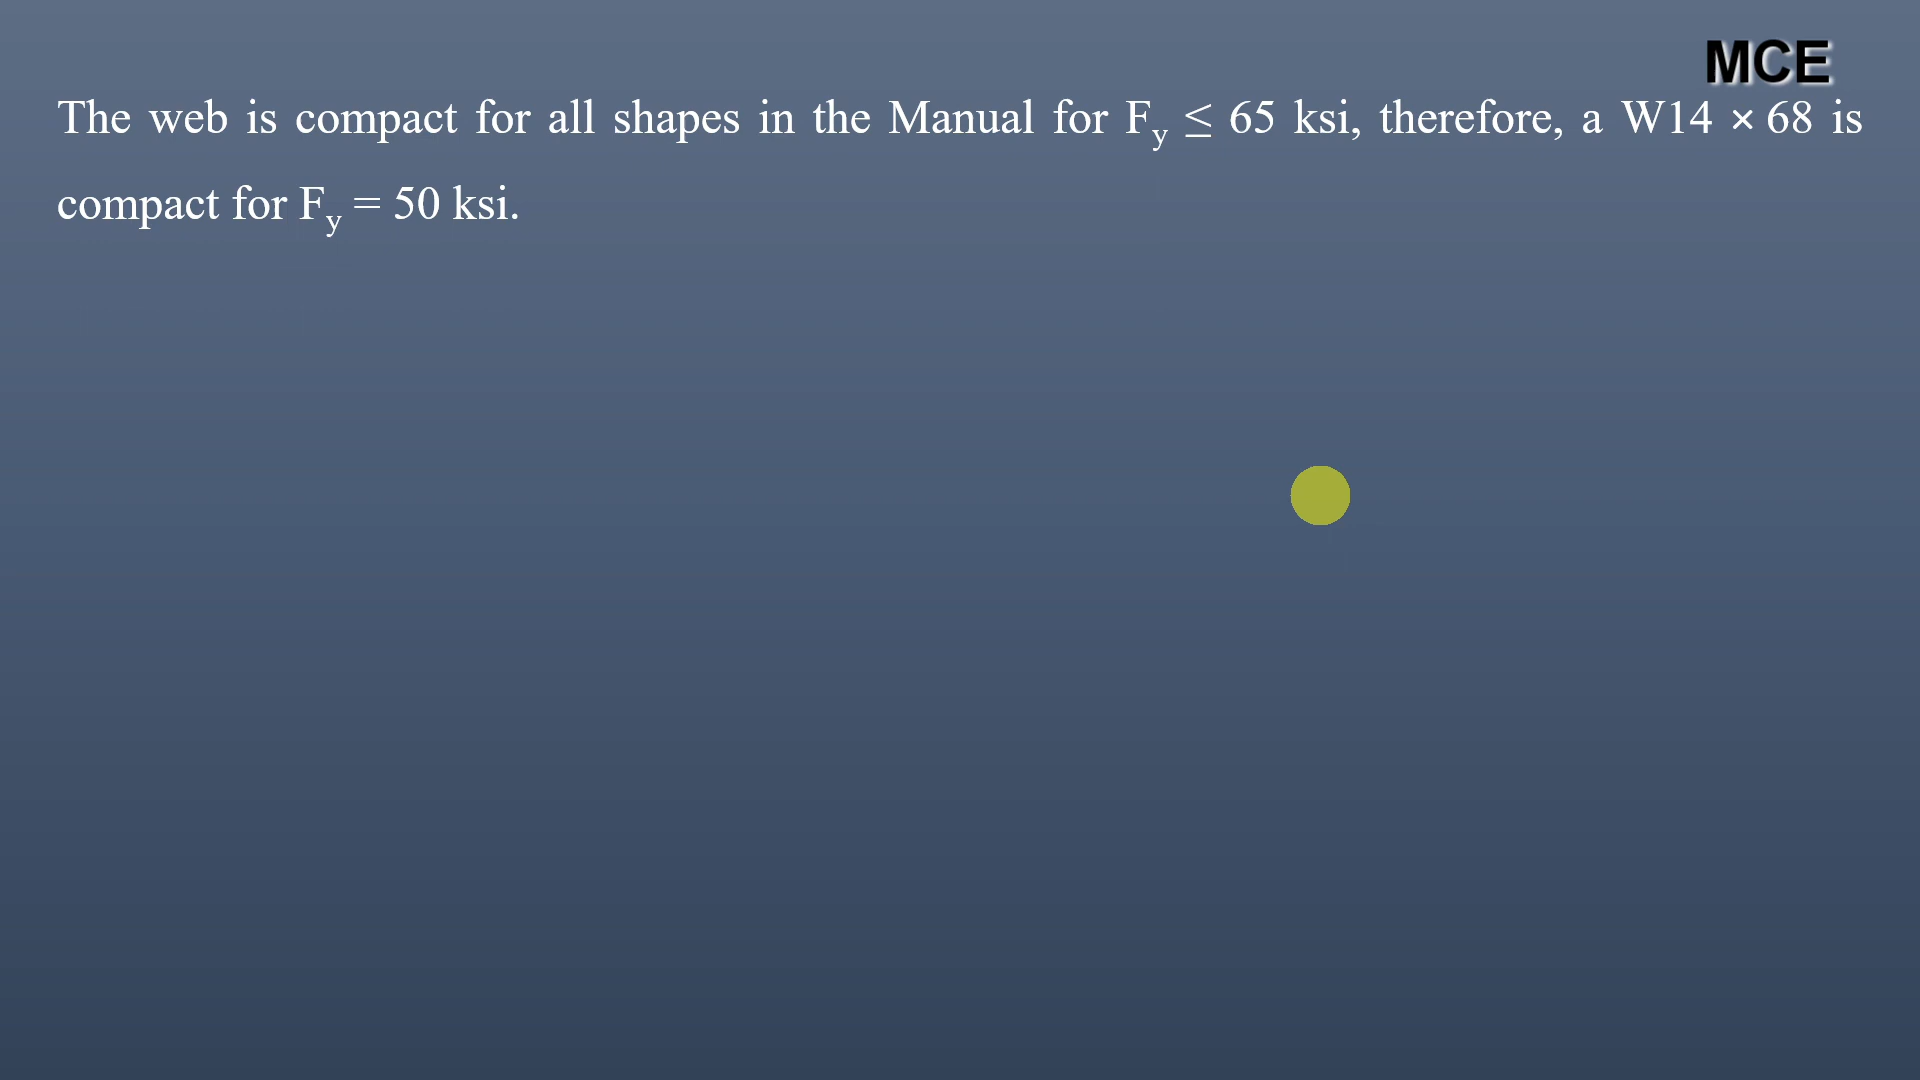 MCE
The web is compact for all shapes in the Manual for Fy ≤ 65 ksi, therefore, a W14 × 68 is
compact for Fy = 50 ksi.